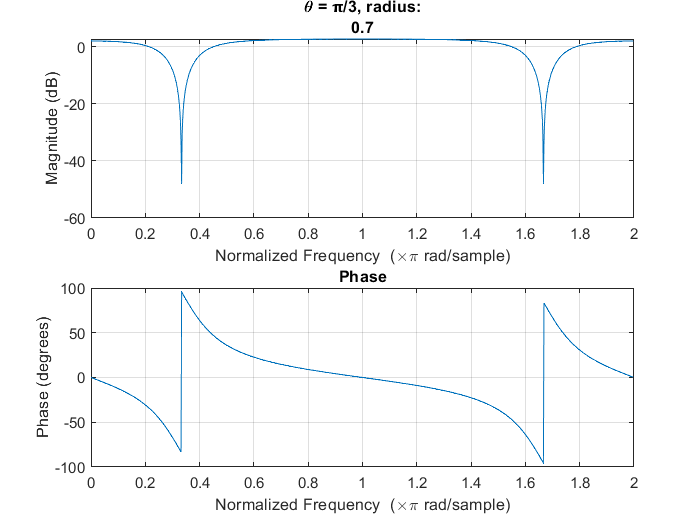 θ = π/3, radius:
0.7
Magnitude (dB)
0
-20
-40
-60
0 0.2 0.4 0.6 0.8 1 1.2 1.4 1.6 1.8 2
Normalized Frequency (×π rad/sample)
Phase
Phase (degrees)
100
50
0
-50
-100
0 0.2 0.4 0.6 0.8 1 1.2 1.4 1.6 1.8 2
Normalized Frequency (×π rad/sample)